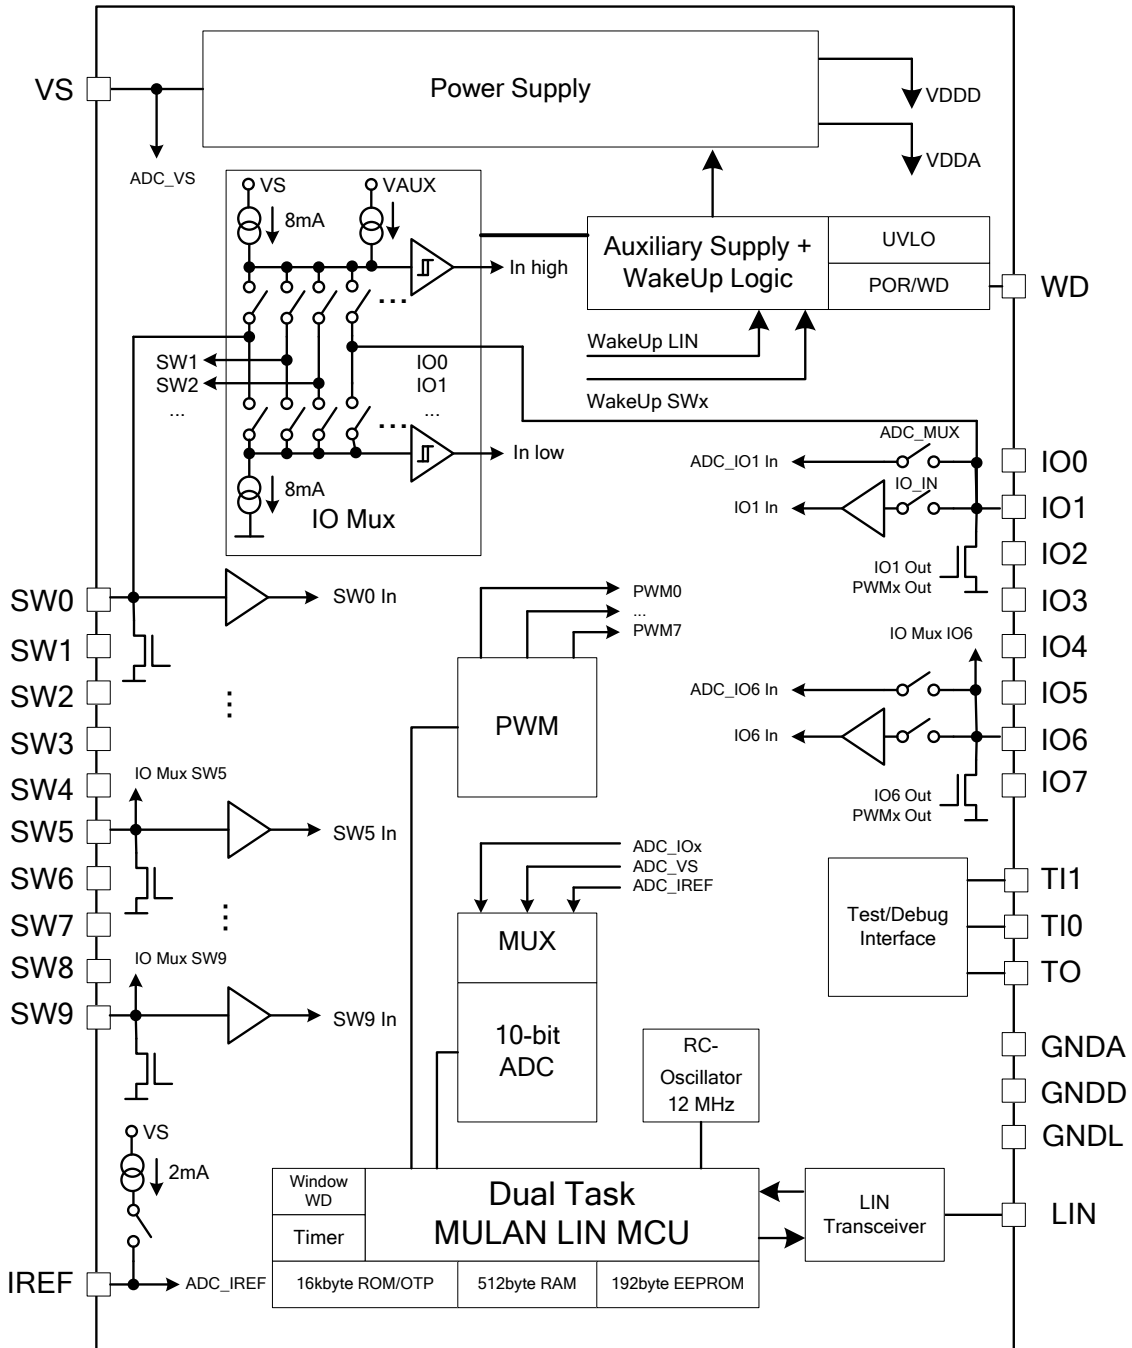 VS
Power Supply
VDDD
VDDA
ADC_VS
VS
VAUX
8mA
In high
Auxiliary Supply +
WakeUp Logic
UVLO
POR/WD
WD
WakeUp LIN
WakeUp SWx
SW1
SW2
...
IO0
IO1
...
In low
8mA
IO Mux
ADC_MUX
ADC_IO1 In
IO_IN
IO1 In
IO1 Out
PWMx Out
IO0
IO1
IO2
IO3
IO4
IO5
IO6
IO7
IO Mux IO6
ADC_IO6 In
IO6 In
IO6 Out
PWMx Out
SW0
SW1
SW2
SW3
SW4
SW5
SW6
SW7
SW8
SW9
SW0 In
IO Mux SW5
SW5 In
IO Mux SW9
SW9 In
PWM0
...
PWM7
PWM
ADC_IOx
ADC_VS
ADC_IREF
MUX
10-bit
ADC
Test/Debug
Interface
TI1
TI0
TO
RC-
Oscillator
12 MHz
GNDA
GNDD
GNDL
VS
2mA
IREF
ADC_IREF
Window
WD
Timer
Dual Task
MULAN LIN MCU
16kbyte ROM/OTP
512byte RAM
192byte EEPROM
LIN
Transceiver
LIN